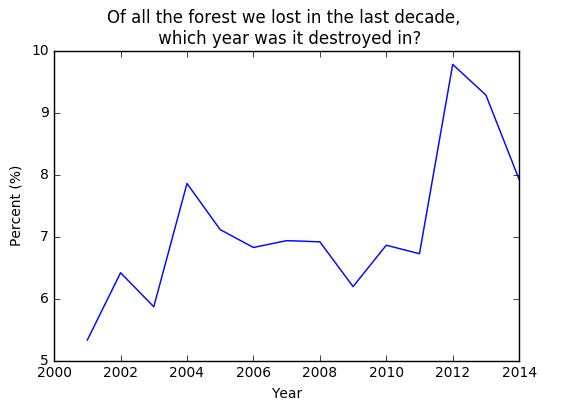 Of all the forest we lost in the last decade,
which year was it destroyed in?
10
9
8
7
6
5
Percent (%)
2000 2002 2004 2006 2008 2010 2012 2014
Year